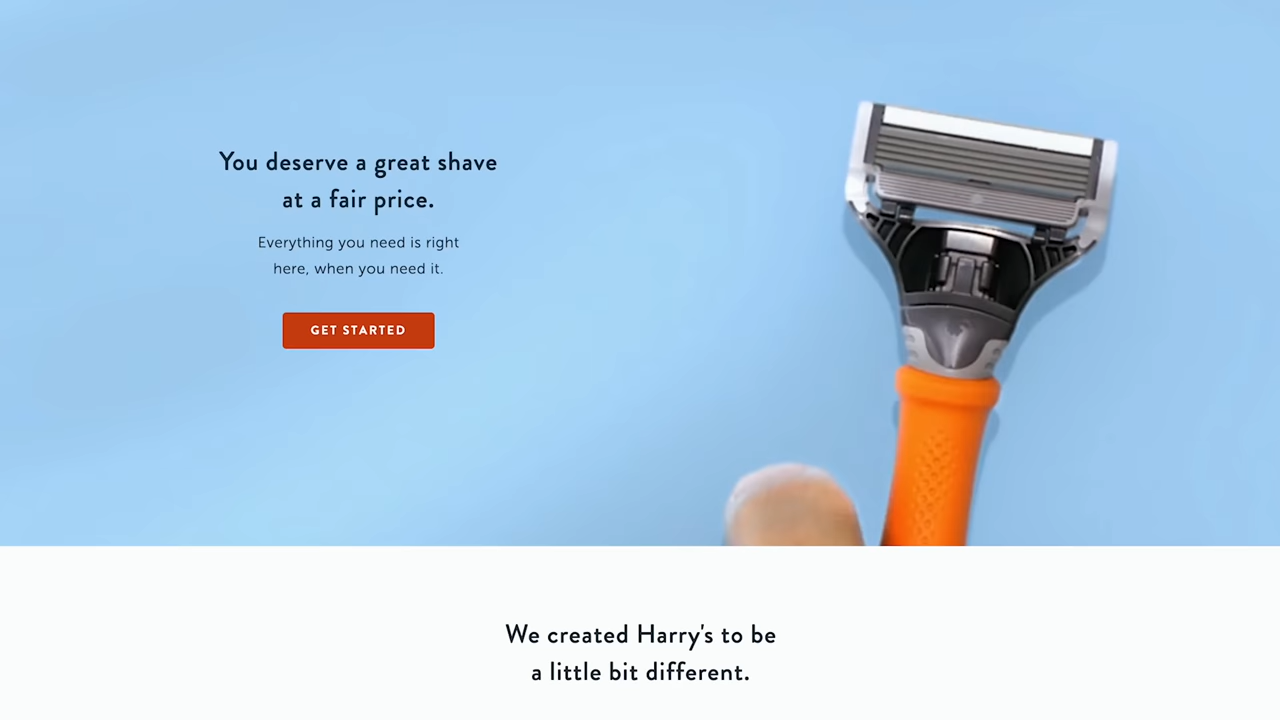 You deserve a great shave
at a fair price.
Everything you need is right
here, when you need it.
GET STARTED
We created Harry's to be
a little bit different.